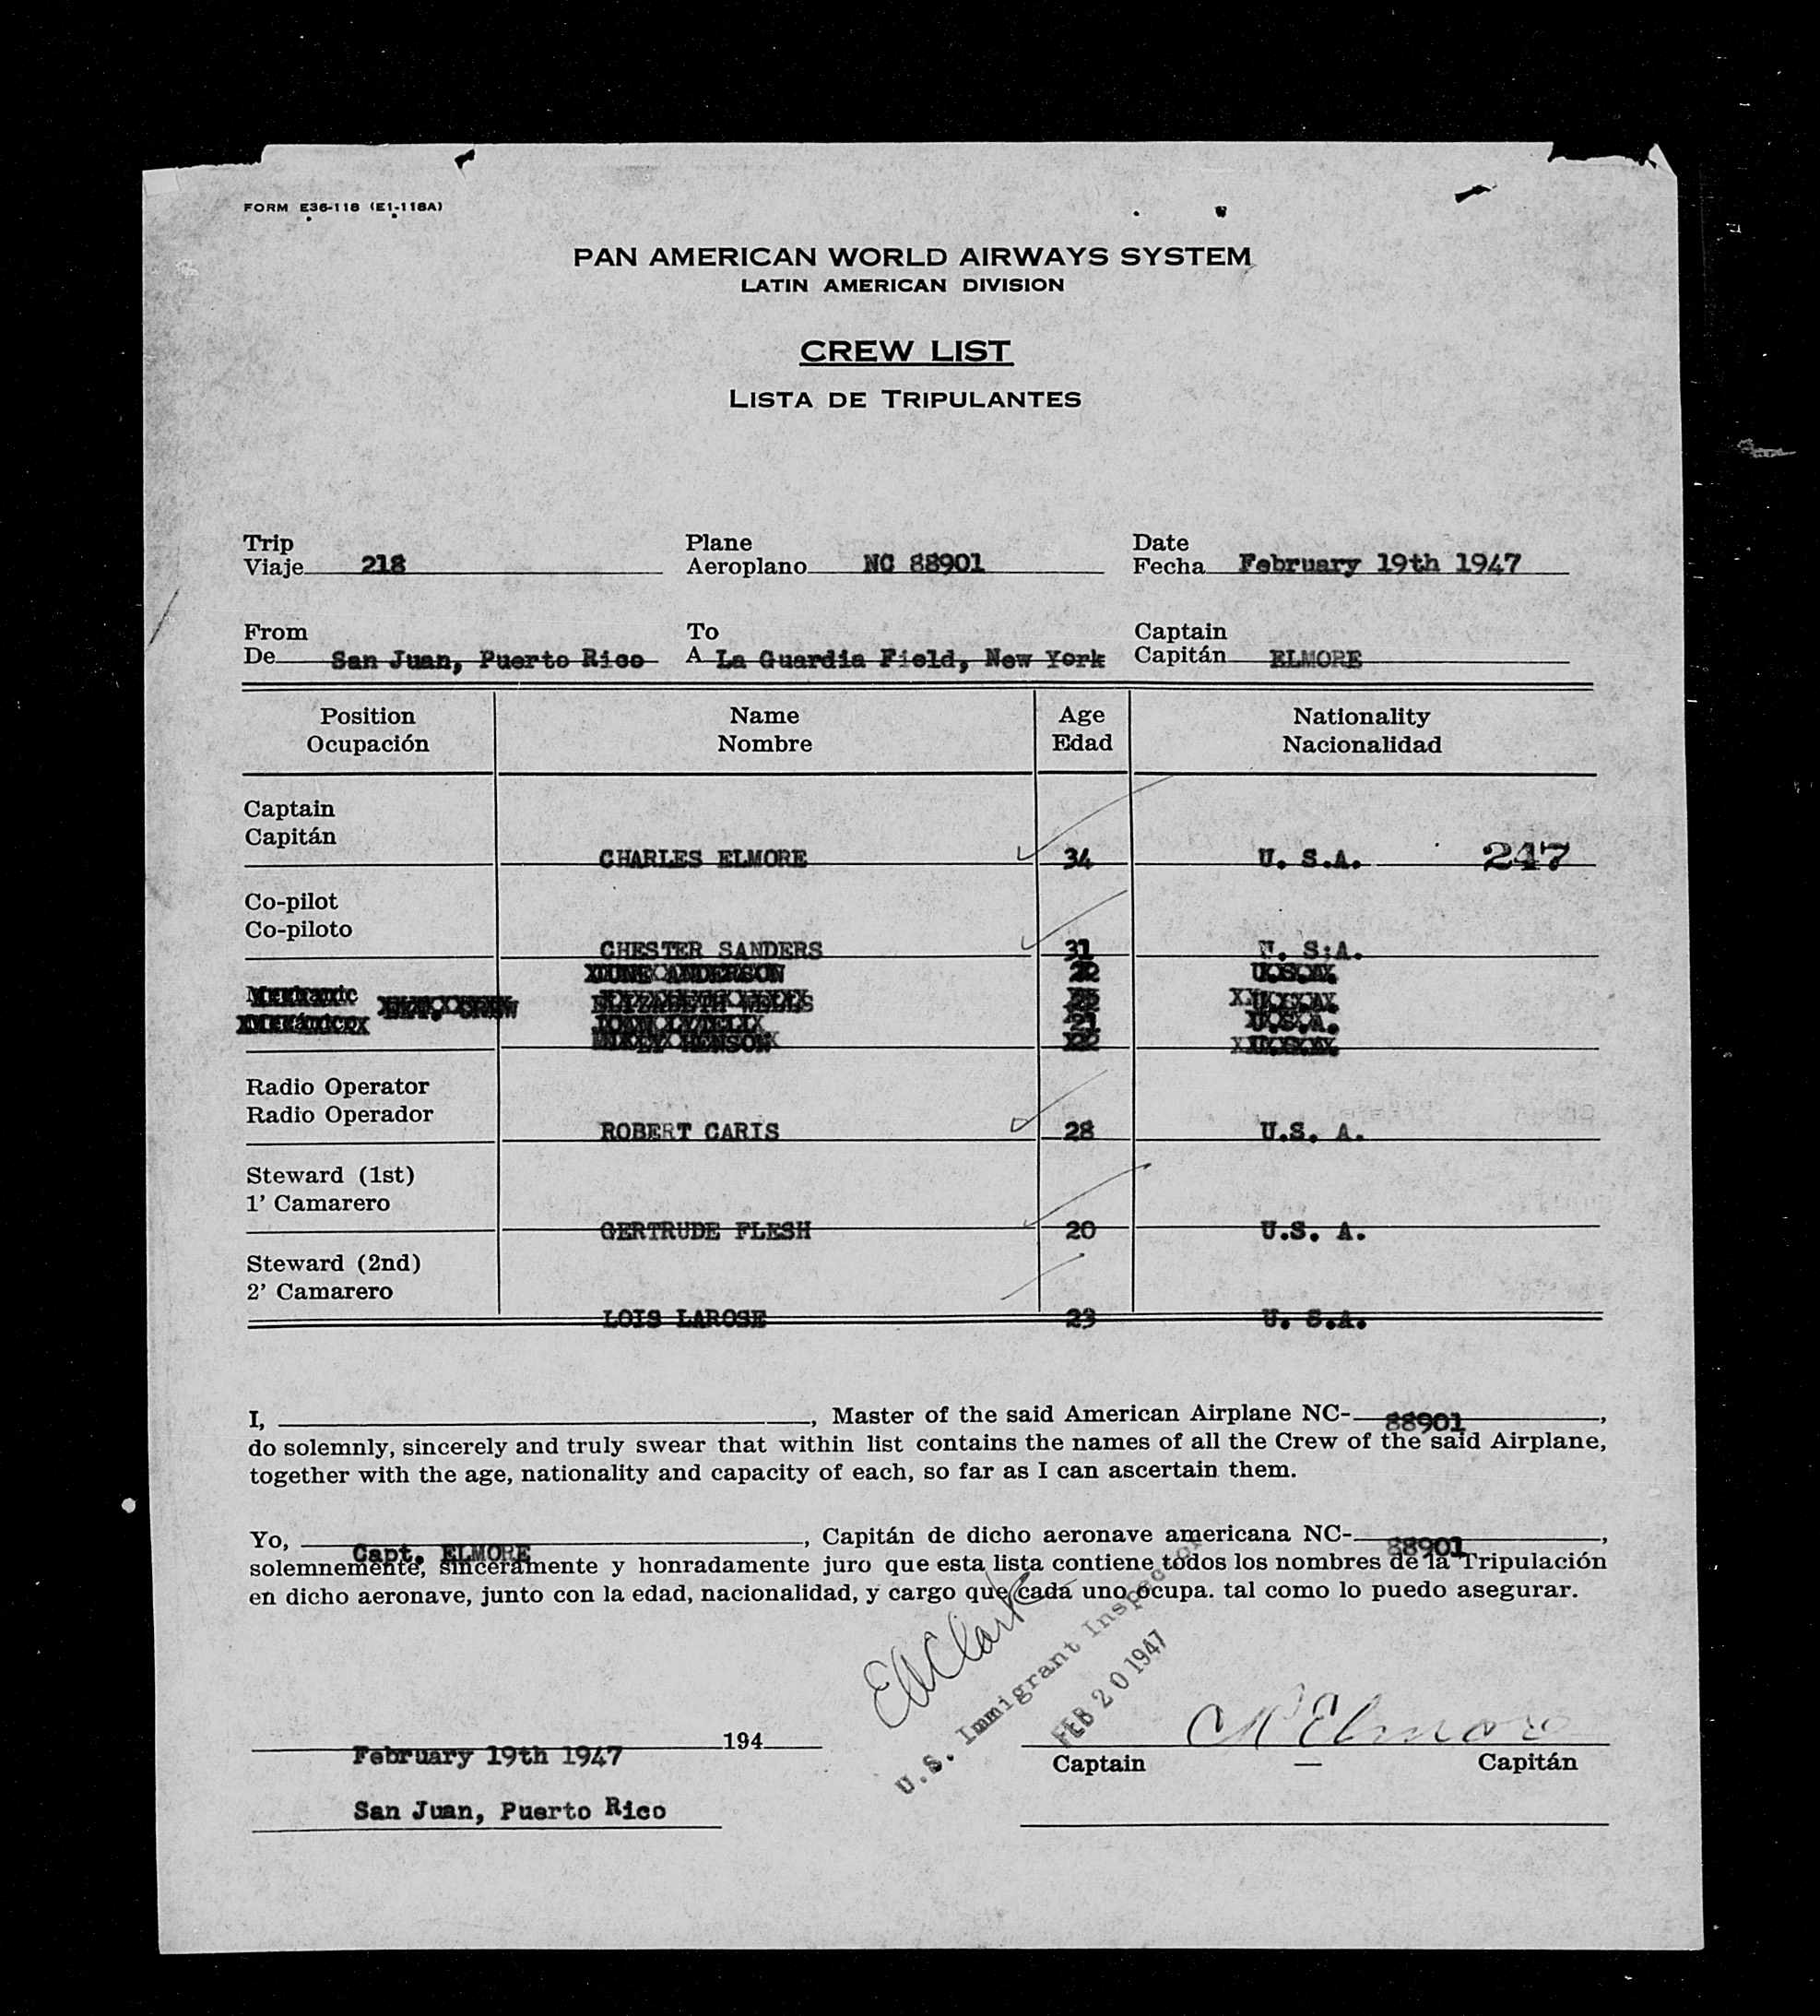 FORM E36-118 (E1-118A)
PAN AMERICAN WORLD AIRWAYS SYSTEM
LATIN AMERICAN DIVISION
CREW LIST
LISTA DE TRIPULANTES
Trip Plane Date
Viaje 218 Aeroplano NC 88901 Fecha February 19th 1947
From To Captain
De San Juan, Puerto Rico A La Guardia Field, New York Capitán ELMORE
Position Name Age Nationality
Ocupación Nombre Edad Nacionalidad
Captain
Capitán
CHARLES ELMORE 34 U. S.A. 247
Co-pilot
Co-piloto
CHESTER SANDERS 31 U. S.A.
ANDERSON
Mechanic
WELLS
Mecánico 21 U.S.A.
HENSON
Radio Operator
Radio Operador
ROBERT CARIS 28 U.S. A.
Steward (1st)
1' Camarero
GERTRUDE FLESH 20 U.S. A.
Steward (2nd)
2' Camarero
LOIS LAROSE 23 U. S.A.
I, , Master of the said American Airplane NC- 88901 ,
do solemnly, sincerely and truly swear that within list contains the names of all the Crew of the said Airplane,
together with the age, nationality and capacity of each, so far as I can ascertain them.
Yo, Capt. ELMORE , Capitán de dicho aeronave americana NC- 88901 ,
solemnemente, sinceramente y honradamente juro que esta lista contiene todos los nombres de la Tripulación
en dicho aeronave, junto con la edad, nacionalidad, y cargo que cada uno ocupa. tal como lo puedo asegurar.
EAClark
U.S. Immigrant Inspector
FEB 20 1947
C R Elmore
February 19th 1947 194
Captain — Capitán
San Juan, Puerto Rico